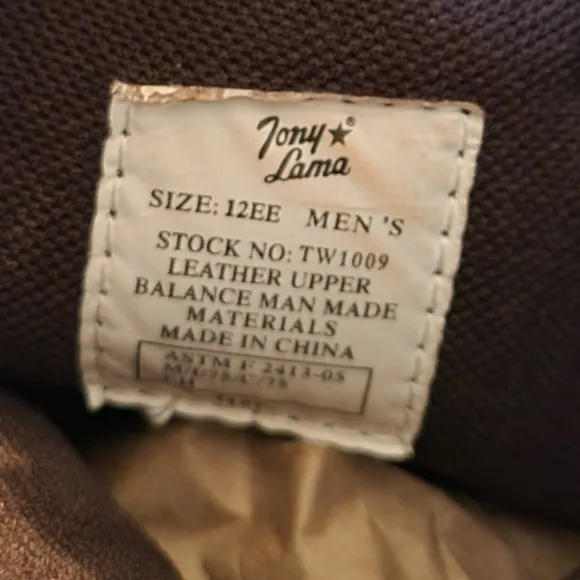 Tony
Lama
SIZE: 12EE MEN'S
STOCK NO: TW1009
LEATHER UPPER
BALANCE MAN MADE
MATERIALS
MADE IN CHINA
ASTM F 2413-05
M/I/75/C/75
EH